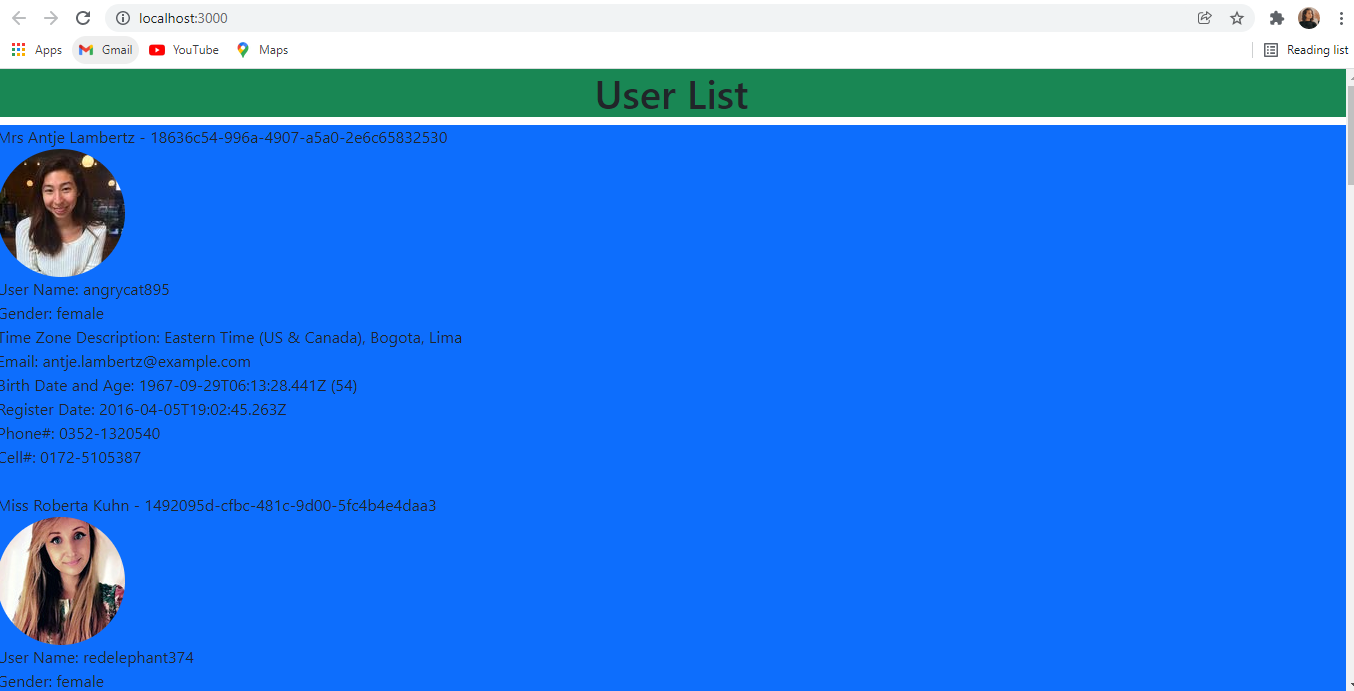 localhost:3000
Apps Gmail YouTube Maps Reading list
User List
Mrs Antje Lambertz - 18636c54-996a-4907-a5a0-2e6c65832530
User Name: angrycat895
Gender: female
Time Zone Description: Eastern Time (US & Canada), Bogota, Lima
Email: antje.lambertz@example.com
Birth Date and Age: 1967-09-29T06:13:28.441Z (54)
Register Date: 2016-04-05T19:02:45.263Z
Phone#: 0352-1320540
Cell#: 0172-5105387
Miss Roberta Kuhn - 1492095d-cfbc-481c-9d00-5fc4b4e4daa3
User Name: redelephant374
Gender: female